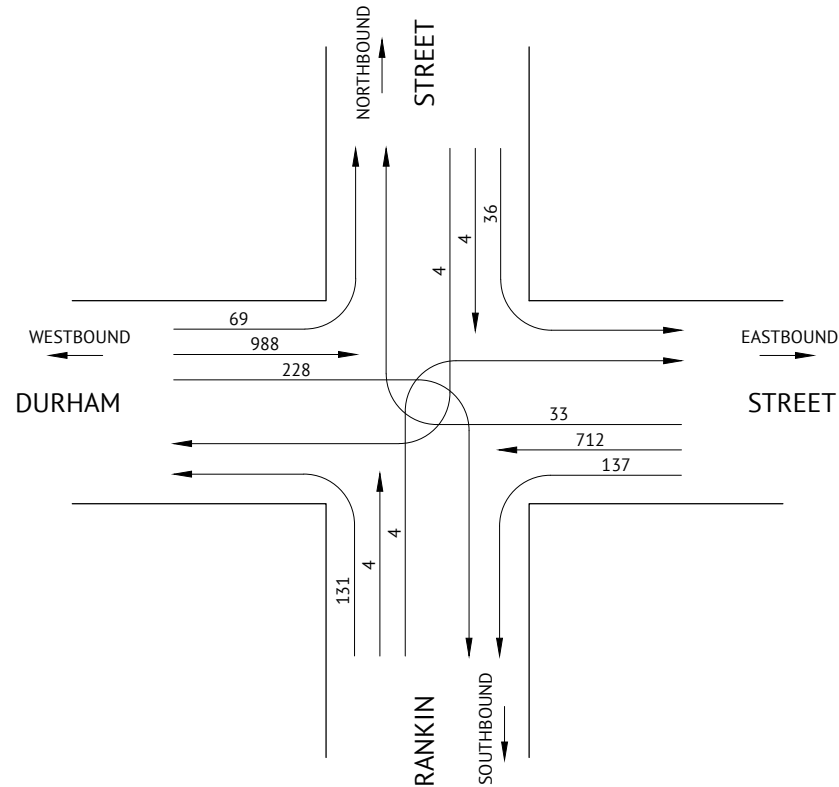 NORTHBOUND
STREET
36
4
4
69
WESTBOUND
988
EASTBOUND
228
DURHAM
STREET
33
712
137
4
4
131
RANKIN
SOUTHBOUND